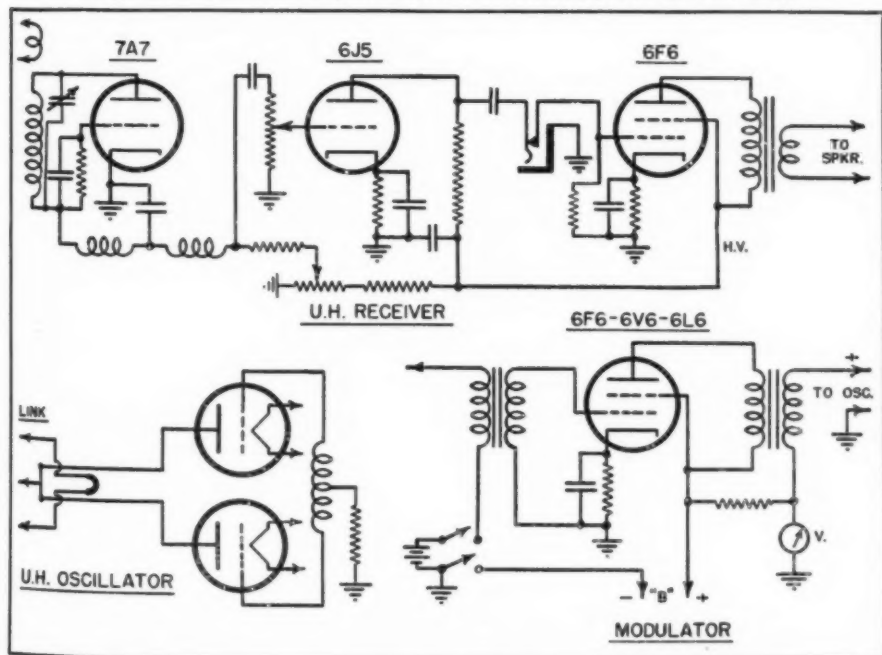 7A7
6J5
6F6
TO
SPKR.
H.V.
U.H. RECEIVER
6F6-6V6-6L6
LINK
TO OSC.
+
V.
U.H. OSCILLATOR
- "B" +
MODULATOR